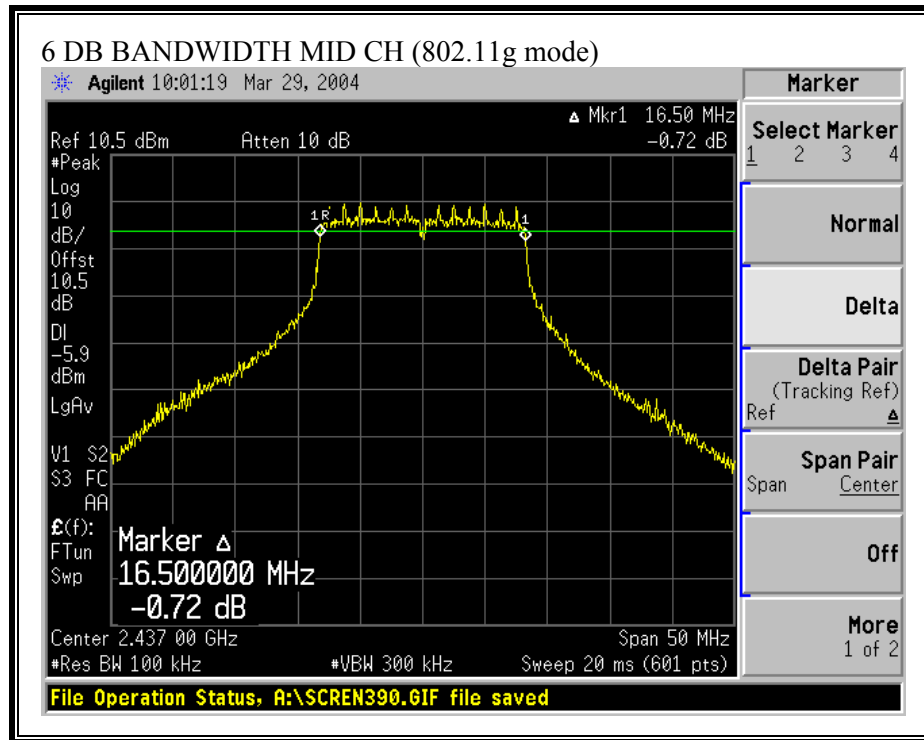 6 DB BANDWIDTH MID CH (802.11g mode)
Agilent 10:01:19 Mar 29, 2004
Marker
Δ Mkr1 16.50 MHz
Ref 10.5 dBm Atten 10 dB -0.72 dB
#Peak
Log
10
dB/
Offst
10.5
dB
DI
-5.9
dBm
LgAv
V1 S2
S3 FC
AA
£(f):
FTun
Swp
1R
1
Marker Δ
16.500000 MHz
-0.72 dB
Center 2.437 00 GHz Span 50 MHz
#Res BW 100 kHz #VBW 300 kHz Sweep 20 ms (601 pts)
Select Marker
1 2 3 4
Normal
Delta
Delta Pair
(Tracking Ref)
Ref Δ
Span Pair
Span Center
Off
More
1 of 2
File Operation Status, A:\SCREN390.GIF file saved